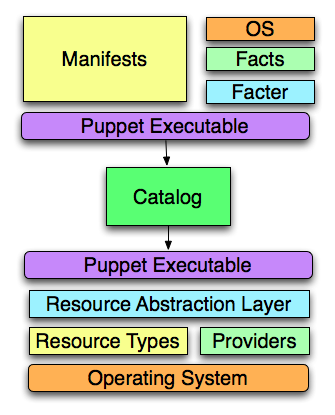 Manifests
OS
Facts
Facter
Puppet Executable
Catalog
Puppet Executable
Resource Abstraction Layer
Resource Types
Providers
Operating System